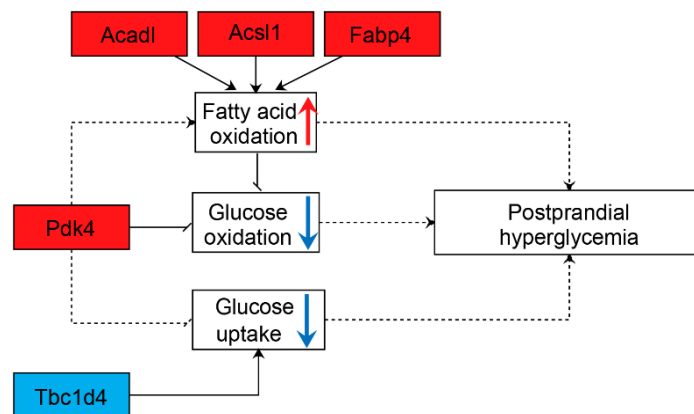 Acadl
Acsl1
Fabp4
Fatty acid
oxidation
Pdk4
Glucose
oxidation
Postprandial
hyperglycemia
Glucose
uptake
Tbc1d4